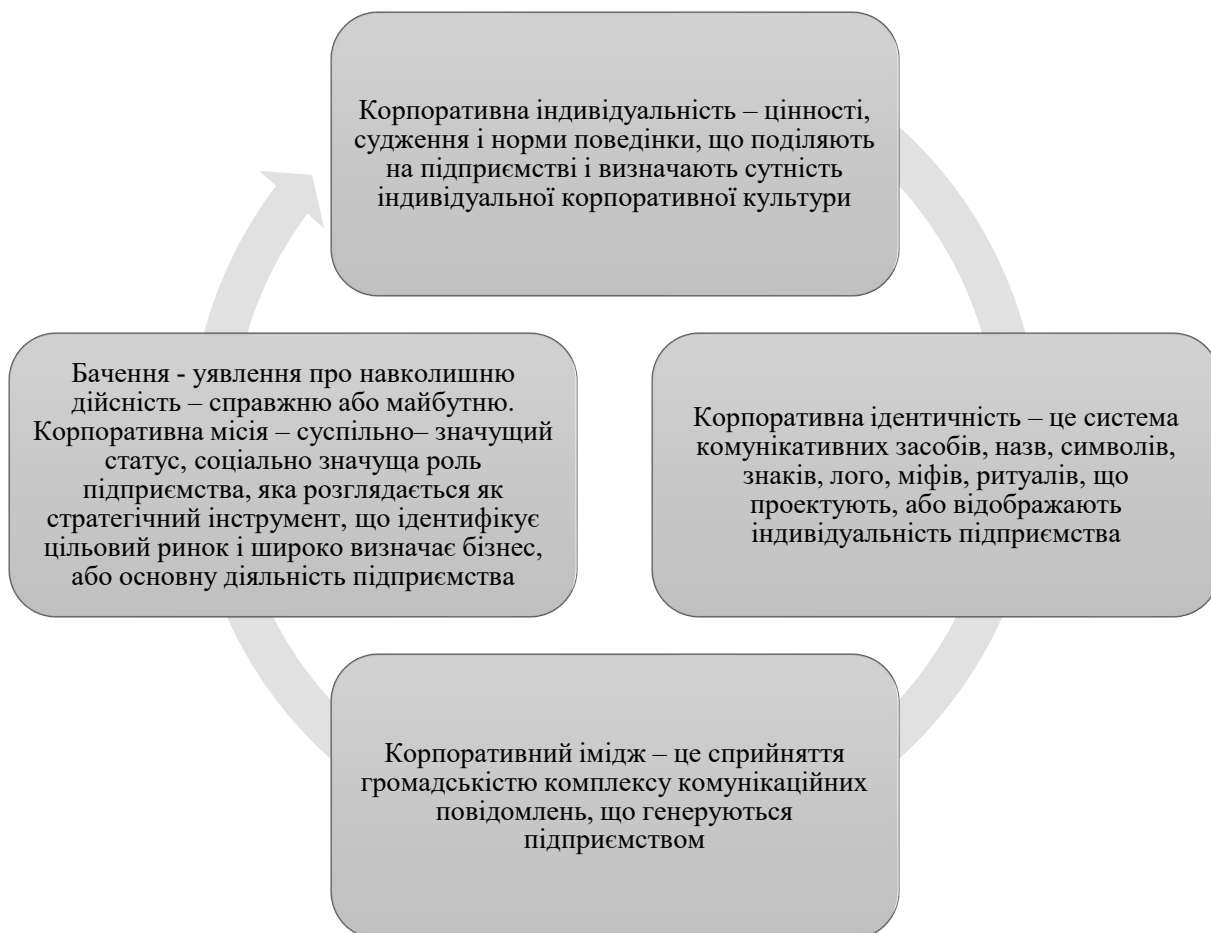 Корпоративна індивідуальність – цінності,
судження і норми поведінки, що поділяють
на підприємстві і визначають сутність
індивідуальної корпоративної культури
Корпоративна ідентичність – це система
комунікативних засобів, назв, символів,
знаків, лого, міфів, ритуалів, що
проектують, або відображають
індивідуальність підприємства
Корпоративний імідж – це сприйняття
громадськістю комплексу комунікаційних
повідомлень, що генеруються
підприємством
Бачення - уявлення про навколишню
дійсність – справжню або майбутню.
Корпоративна місія – суспільно– значущий
статус, соціально значуща роль
підприємства, яка розглядається як
стратегічний інструмент, що ідентифікує
цільовий ринок і широко визначає бізнес,
або основну діяльність підприємства